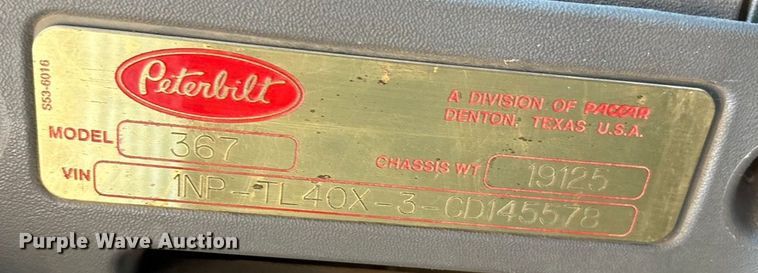 S53-6016
Peterbilt
A DIVISION OF PACCAR
DENTON, TEXAS U.S.A.
MODEL 367
CHASSIS WT 19125
VIN 1NP-TL40X-3-CD145578
Purple Wave Auction